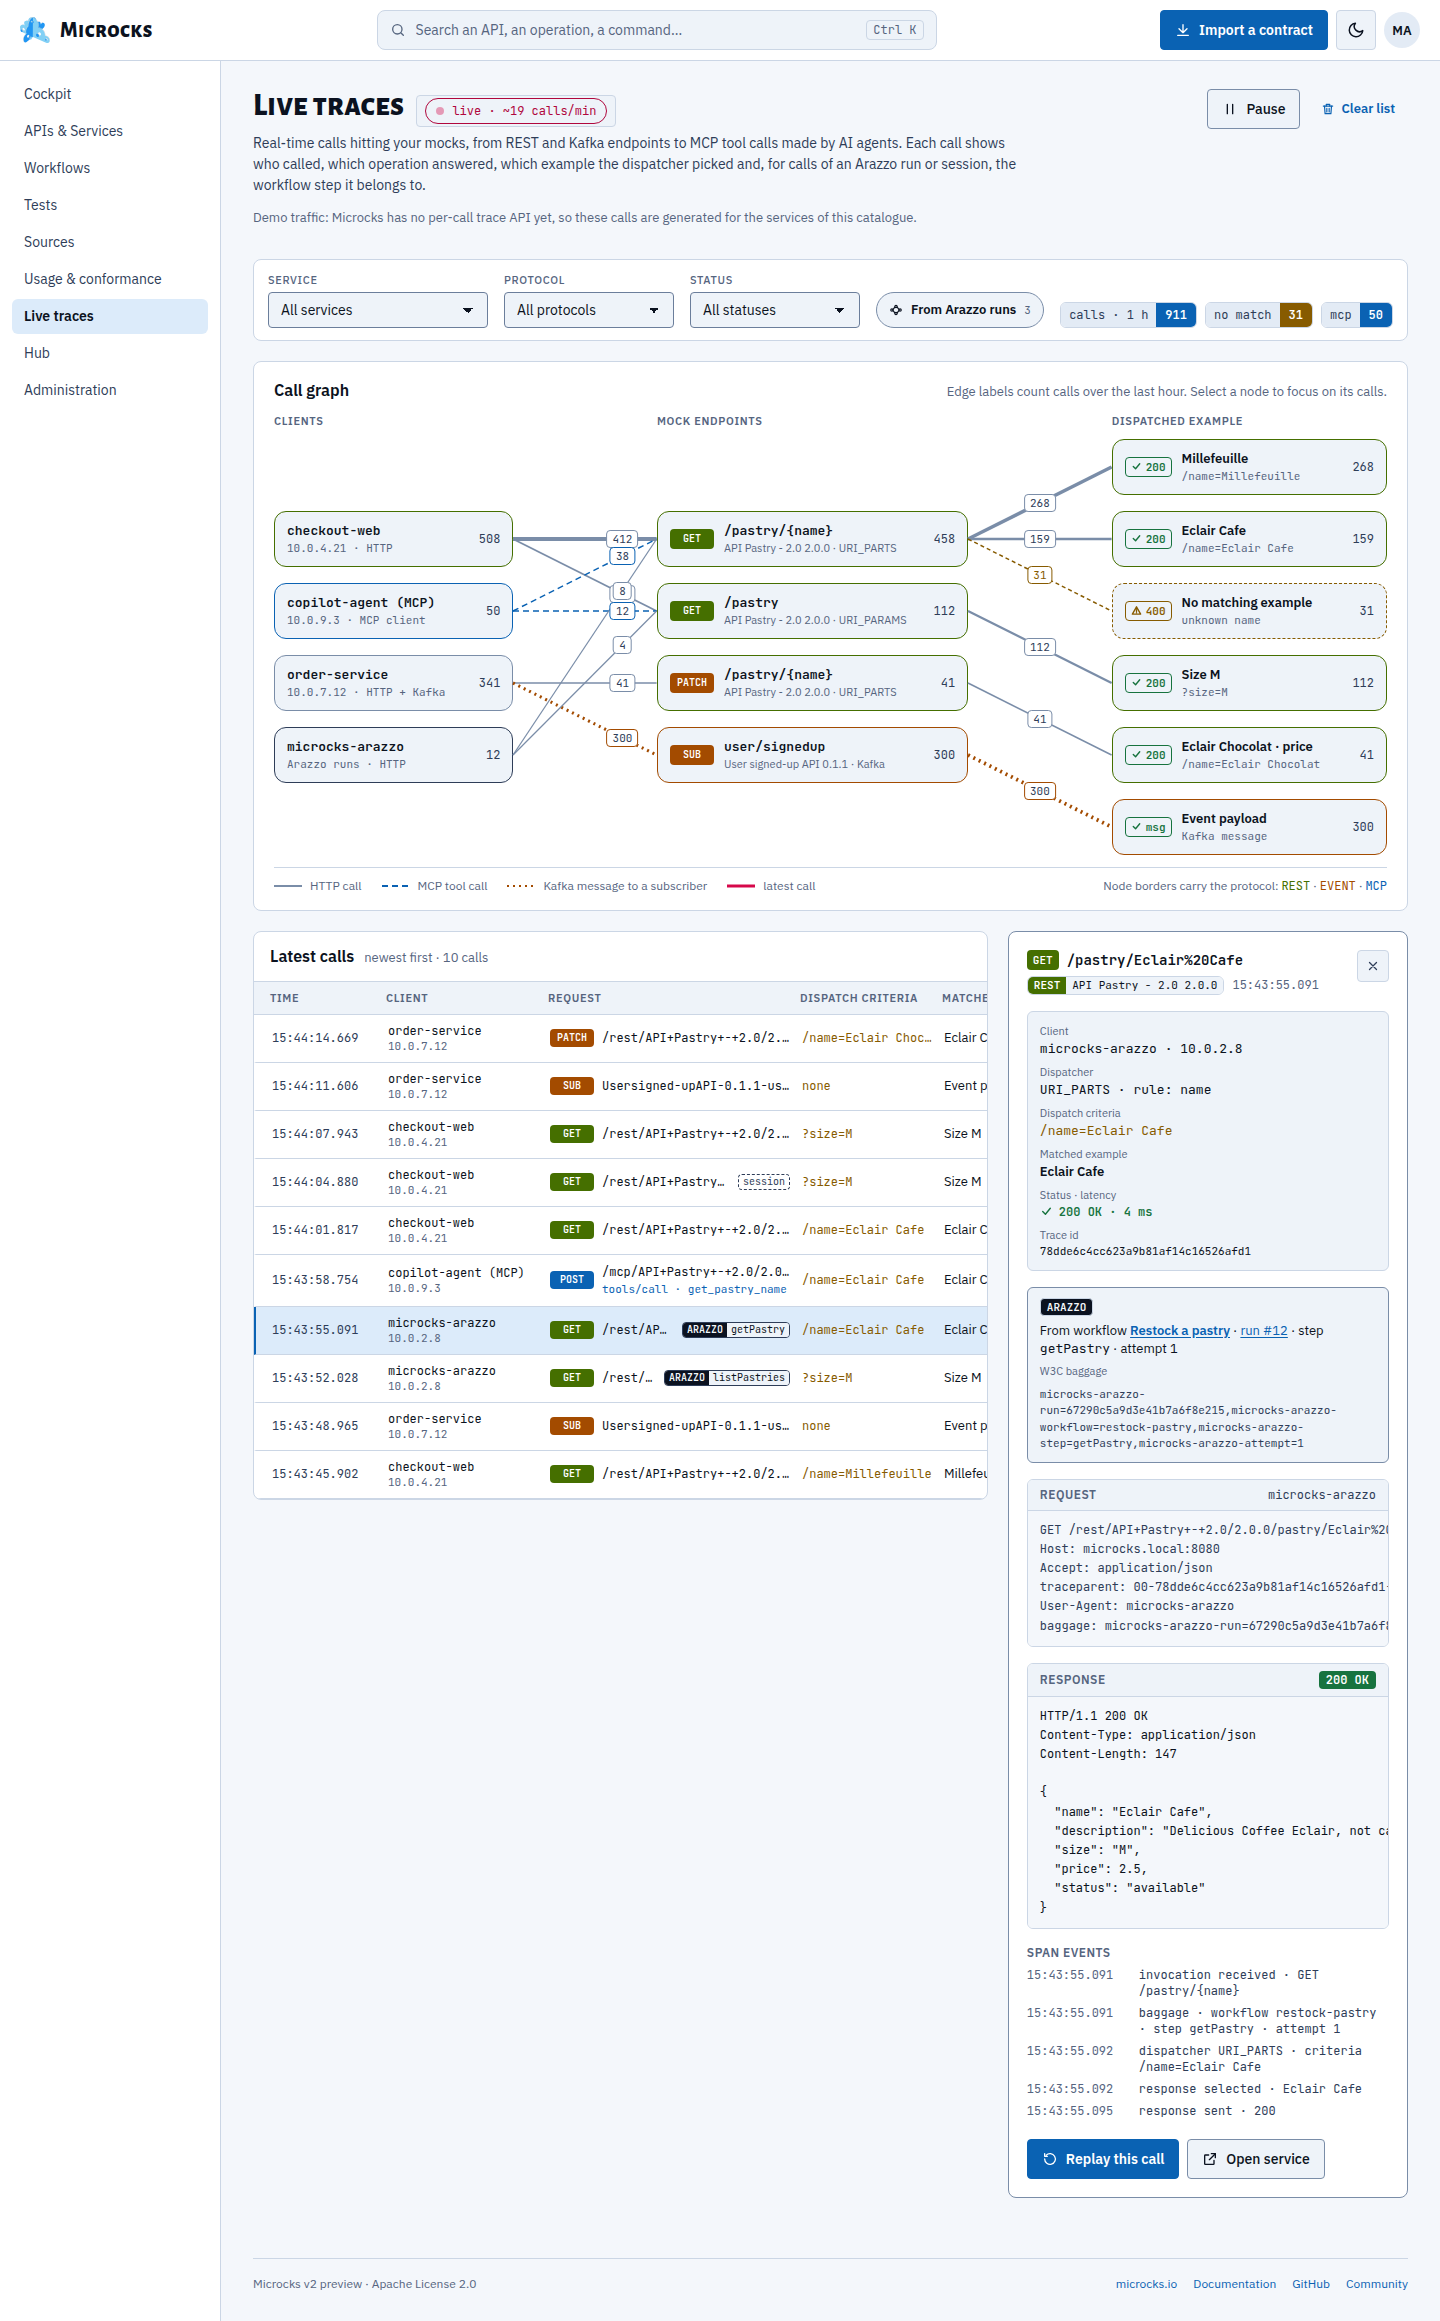 Microcks
Search an API, an operation, a command...
Ctrl K
Import a contract
MA
Cockpit
APIs & Services
Workflows
Tests
Sources
Usage & conformance
Live traces
Hub
Administration
Live traces
live · ~19 calls/min
Pause
Clear list
Real-time calls hitting your mocks, from REST and Kafka endpoints to MCP tool calls made by AI agents. Each call shows
who called, which operation answered, which example the dispatcher picked and, for calls of an Arazzo run or session, the
workflow step it belongs to.
Demo traffic: Microcks has no per-call trace API yet, so these calls are generated for the services of this catalogue.
SERVICE
All services
PROTOCOL
All protocols
STATUS
All statuses
From Arazzo runs 3
calls · 1 h 911
no match 31
mcp 50
Call graph
Edge labels count calls over the last hour. Select a node to focus on its calls.
CLIENTS
MOCK ENDPOINTS
DISPATCHED EXAMPLE
checkout-web
10.0.4.21 · HTTP
508
copilot-agent (MCP)
10.0.9.3 · MCP client
50
order-service
10.0.7.12 · HTTP + Kafka
341
microcks-arazzo
Arazzo runs · HTTP
12
412
38
8
12
4
41
300
GET
/pastry/{name}
API Pastry - 2.0 2.0.0 · URI_PARTS
458
GET
/pastry
API Pastry - 2.0 2.0.0 · URI_PARAMS
112
PATCH
/pastry/{name}
API Pastry - 2.0 2.0.0 · URI_PARTS
41
SUB
user/signedup
User signed-up API 0.1.1 · Kafka
300
268
159
31
112
41
300
200
Millefeuille
/name=Millefeuille
268
200
Eclair Cafe
/name=Eclair Cafe
159
400
No matching example
unknown name
31
200
Size M
?size=M
112
200
Eclair Chocolat · price
/name=Eclair Chocolat
41
msg
Event payload
Kafka message
300
HTTP call
MCP tool call
Kafka message to a subscriber
latest call
Node borders carry the protocol: REST · EVENT · MCP
Latest calls newest first · 10 calls
TIME CLIENT REQUEST DISPATCH CRITERIA MATCHE
15:44:14.669 order-service PATCH /rest/API+Pastry+-+2.0/2.… /name=Eclair Choc… Eclair C
10.0.7.12
15:44:11.606 order-service SUB Usersigned-upAPI-0.1.1-us… none Event p
10.0.7.12
15:44:07.943 checkout-web GET /rest/API+Pastry+-+2.0/2.… ?size=M Size M
10.0.4.21
15:44:04.880 checkout-web GET /rest/API+Pastry… session ?size=M Size M
10.0.4.21
15:44:01.817 checkout-web GET /rest/API+Pastry+-+2.0/2.… /name=Eclair Cafe Eclair C
10.0.4.21
15:43:58.754 copilot-agent (MCP) POST /mcp/API+Pastry+-+2.0/2.0… /name=Eclair Cafe Eclair C
10.0.9.3 tools/call · get_pastry_name
15:43:55.091 microcks-arazzo GET /rest/AP… ARAZZO getPastry /name=Eclair Cafe Eclair C
10.0.2.8
15:43:52.028 microcks-arazzo GET /rest/… ARAZZO listPastries ?size=M Size M
10.0.2.8
15:43:48.965 order-service SUB Usersigned-upAPI-0.1.1-us… none Event p
10.0.7.12
15:43:45.902 checkout-web GET /rest/API+Pastry+-+2.0/2.… /name=Millefeuille Millefeu
10.0.4.21
GET /pastry/Eclair%20Cafe
REST API Pastry - 2.0 2.0.0 15:43:55.091
Client
microcks-arazzo · 10.0.2.8
Dispatcher
URI_PARTS · rule: name
Dispatch criteria
/name=Eclair Cafe
Matched example
Eclair Cafe
Status · latency
200 OK · 4 ms
Trace id
78dde6c4cc623a9b81af14c16526afd1
ARAZZO
From workflow Restock a pastry · run #12 · step
getPastry · attempt 1
W3C baggage
microcks-arazzo-
run=67290c5a9d3e41b7a6f8e215,microcks-arazzo-
workflow=restock-pastry,microcks-arazzo-
step=getPastry,microcks-arazzo-attempt=1
REQUEST microcks-arazzo
GET /rest/API+Pastry+-+2.0/2.0.0/pastry/Eclair%20
Host: microcks.local:8080
Accept: application/json
traceparent: 00-78dde6c4cc623a9b81af14c16526afd1-
User-Agent: microcks-arazzo
baggage: microcks-arazzo-run=67290c5a9d3e41b7a6f8
RESPONSE 200 OK
HTTP/1.1 200 OK
Content-Type: application/json
Content-Length: 147
{
"name": "Eclair Cafe",
"description": "Delicious Coffee Eclair, not ca
"size": "M",
"price": 2.5,
"status": "available"
}
SPAN EVENTS
15:43:55.091 invocation received · GET
/pastry/{name}
15:43:55.091 baggage · workflow restock-pastry
· step getPastry · attempt 1
15:43:55.092 dispatcher URI_PARTS · criteria
/name=Eclair Cafe
15:43:55.092 response selected · Eclair Cafe
15:43:55.095 response sent · 200
Replay this call
Open service
Microcks v2 preview · Apache License 2.0
microcks.io Documentation GitHub Community